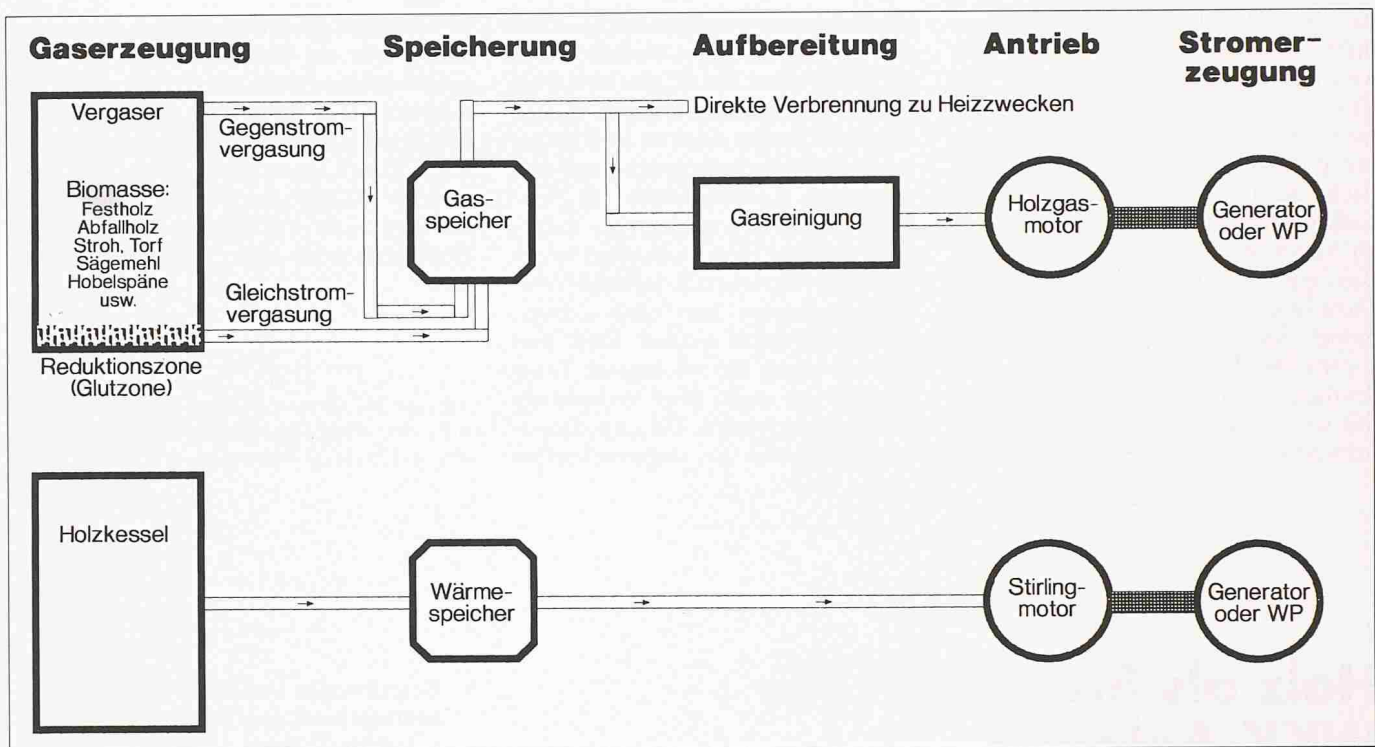 Gaserzeugung
Speicherung
Aufbereitung
Antrieb
Stromer-
zeugung
Vergaser
Biomasse:
Festholz
Abfallholz
Stroh, Torf
Sägemehl
Hobelspäne
usw.
Reduktionszone
(Glutzone)
Gegenstrom-
vergasung
Gleichstrom-
vergasung
Gas-
speicher
Direkte Verbrennung zu Heizzwecken
Gasreinigung
Holzgas-
motor
Generator
oder WP
Holzkessel
Wärme-
speicher
Stirling-
motor
Generator
oder WP